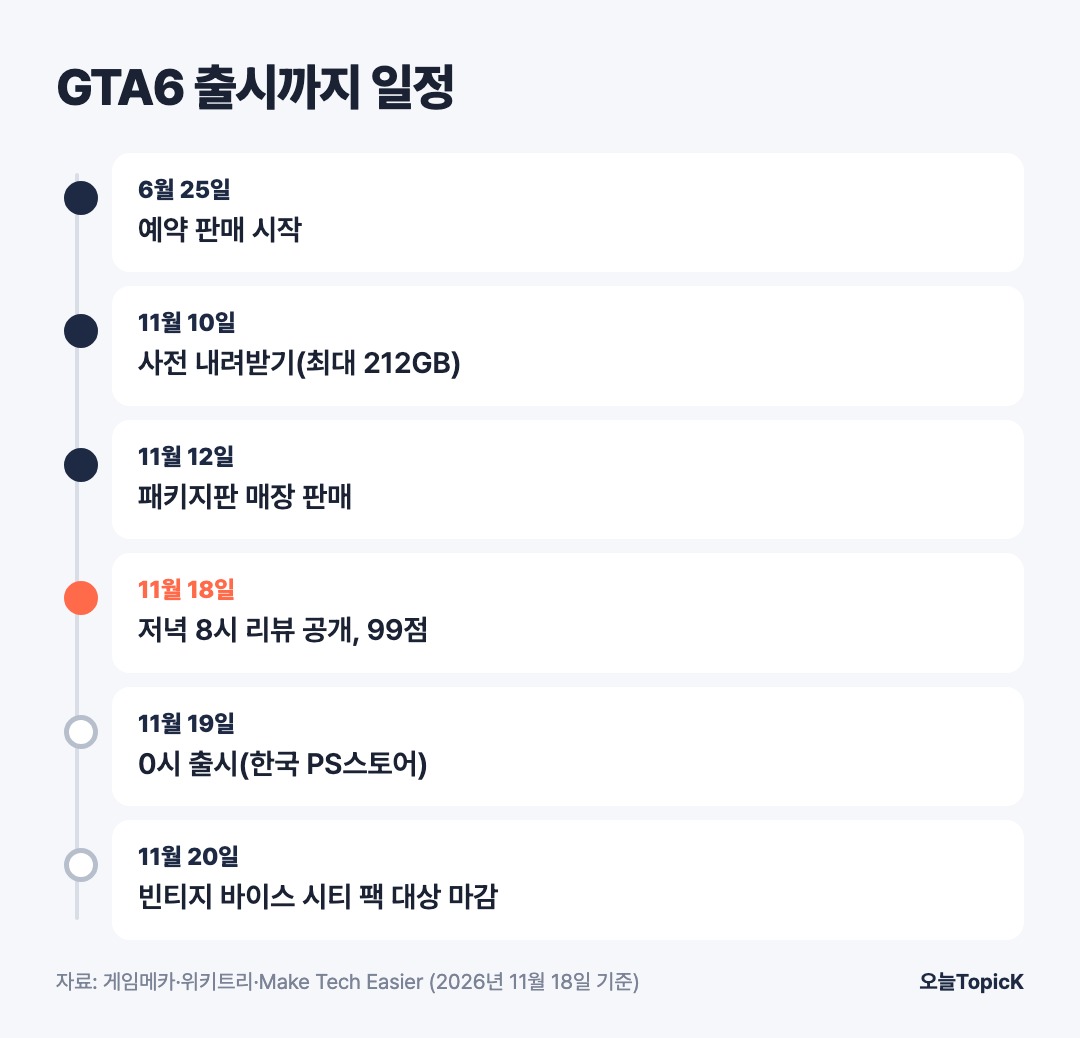 GTA6 출시까지 일정
6월 25일
예약 판매 시작
11월 10일
사전 내려받기(최대 212GB)
11월 12일
패키지판 매장 판매
11월 18일
저녁 8시 리뷰 공개, 99점
11월 19일
0시 출시(한국 PS스토어)
11월 20일
빈티지 바이스 시티 팩 대상 마감
자료: 게임메카·위키트리·Make Tech Easier (2026년 11월 18일 기준)
오늘TopicK